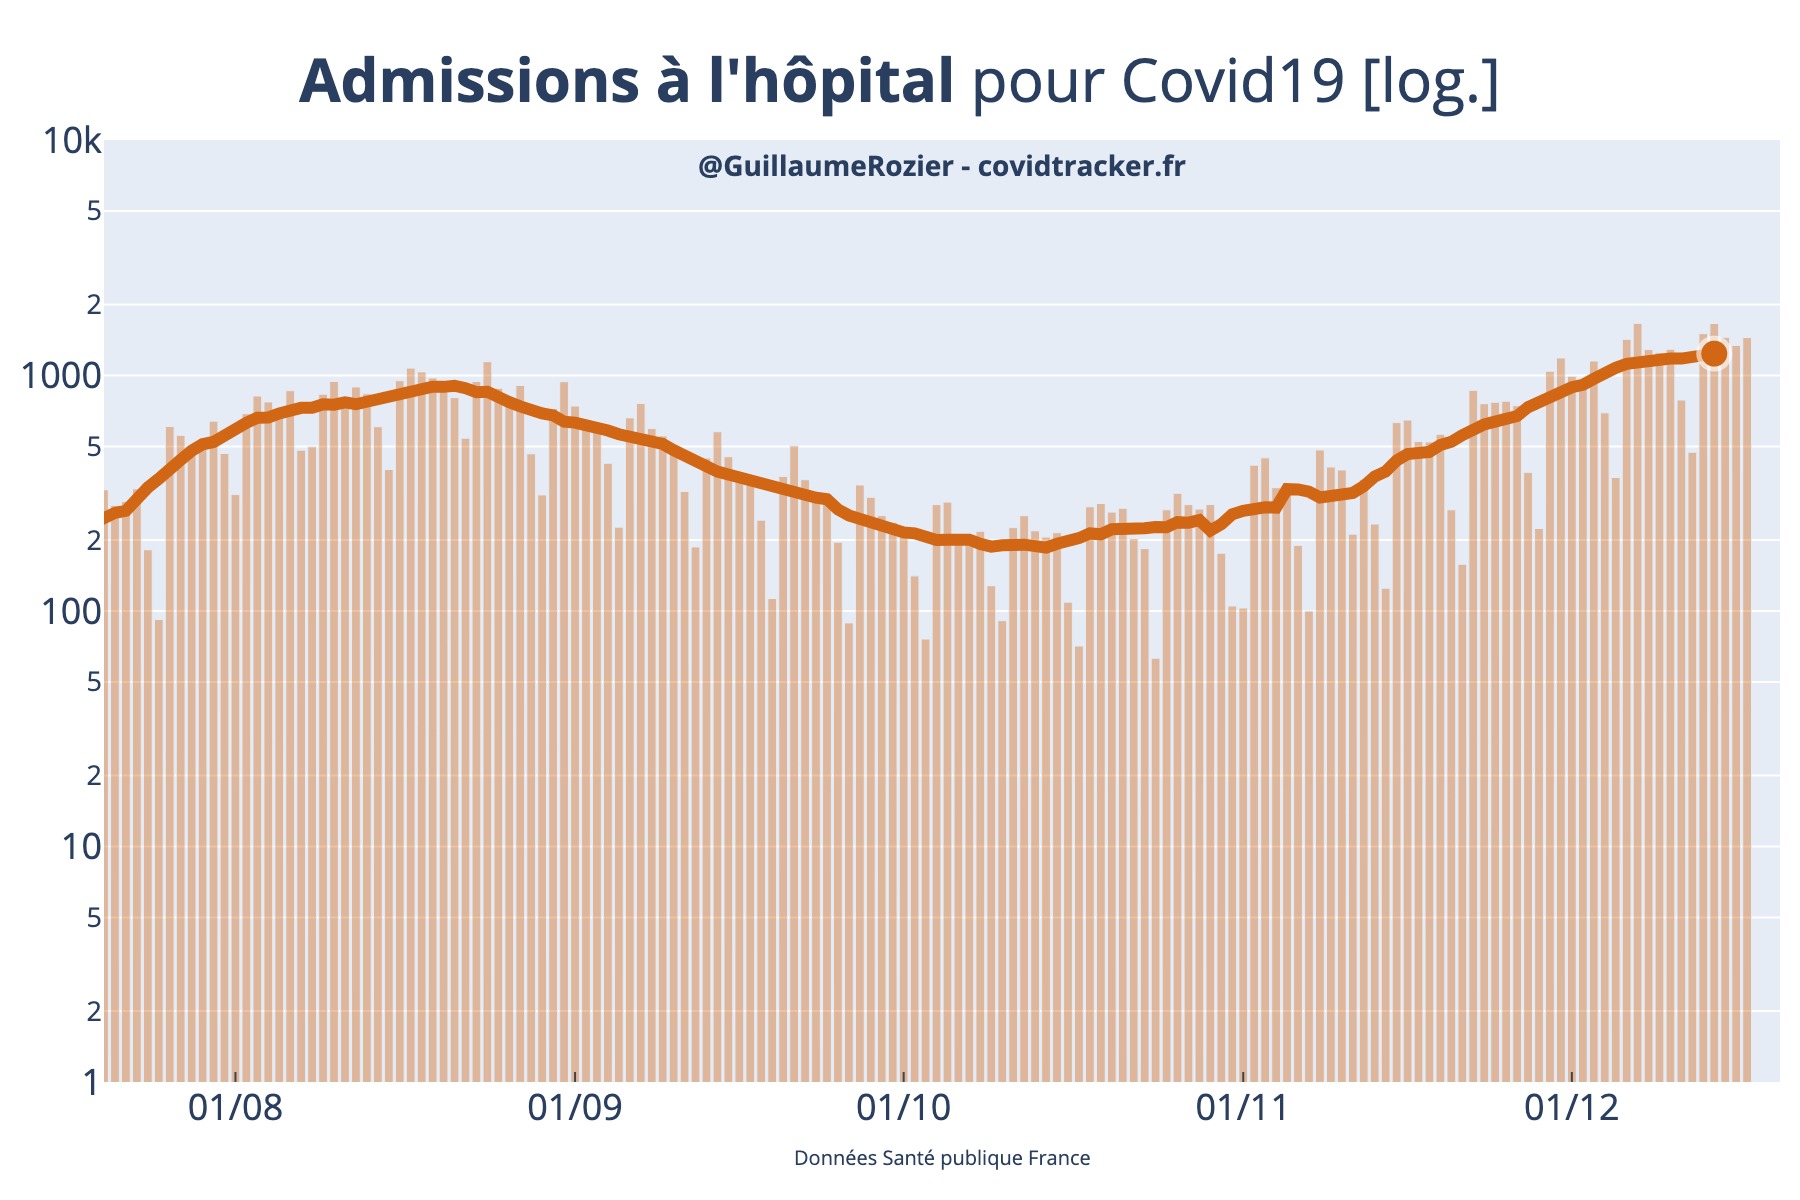 Admissions à l'hôpital pour Covid19 [log.]
@GuillaumeRozier - covidtracker.fr
10k
5
2
1000
5
2
100
5
2
10
5
2
1
01/08 01/09 01/10 01/11 01/12
Données Santé publique France